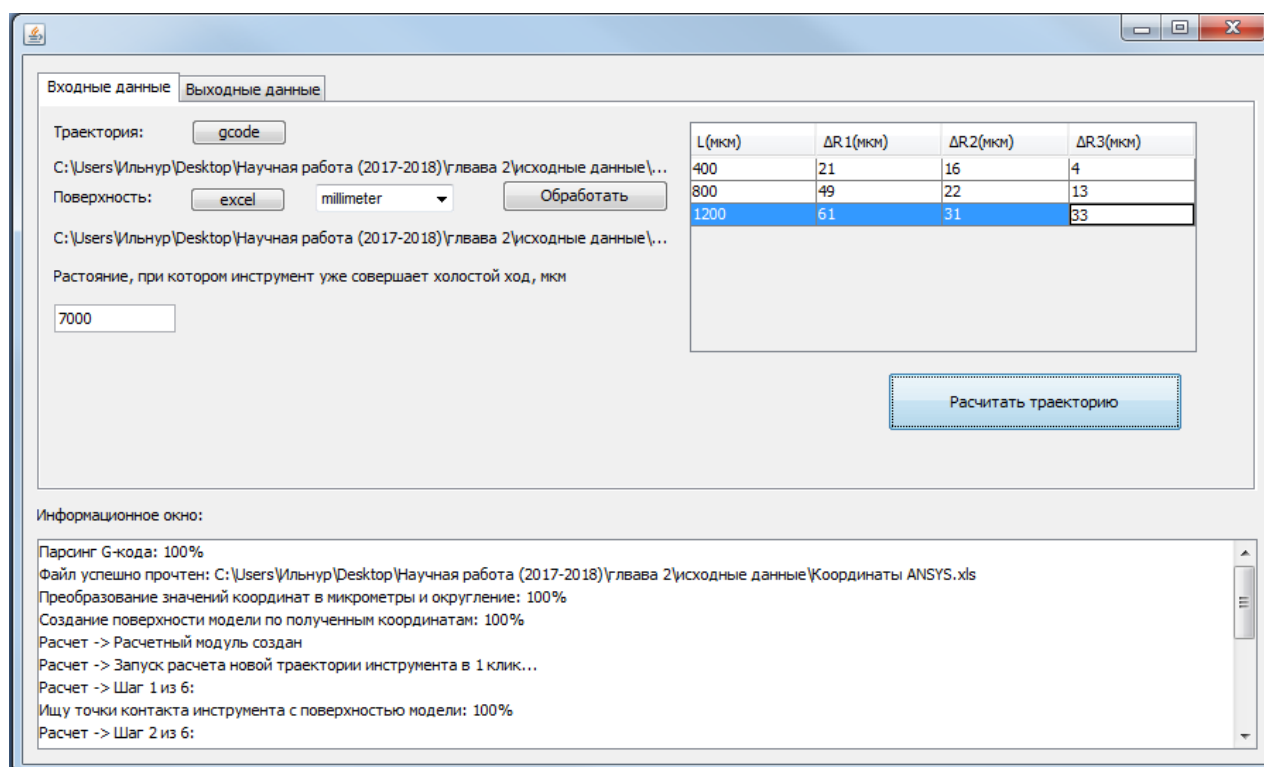 Входные данные Выходные данные
Траектория: gcode
C:\Users\Ильнур\Desktop\Научная работа (2017-2018)\глвава 2\исходные данные\...
Поверхность: excel millimeter Обработать
C:\Users\Ильнур\Desktop\Научная работа (2017-2018)\глвава 2\исходные данные\...
Растояние, при котором инструмент уже совершает холостой ход, мкм
7000
L(мкм) ΔR1(мкм) ΔR2(мкм) ΔR3(мкм)
400 21 16 4
800 49 22 13
1200 61 31 33
Расчитать траекторию
Информационное окно:
Парсинг G-кода: 100%
Файл успешно прочтен: C:\Users\Ильнур\Desktop\Научная работа (2017-2018)\глвава 2\исходные данные\Координаты ANSYS.xls
Преобразование значений координат в микрометры и округление: 100%
Создание поверхности модели по полученным координатам: 100%
Расчет -> Расчетный модуль создан
Расчет -> Запуск расчета новой траектории инструмента в 1 клик...
Расчет -> Шаг 1 из 6:
Ищу точки контакта инструмента с поверхностью модели: 100%
Расчет -> Шаг 2 из 6: